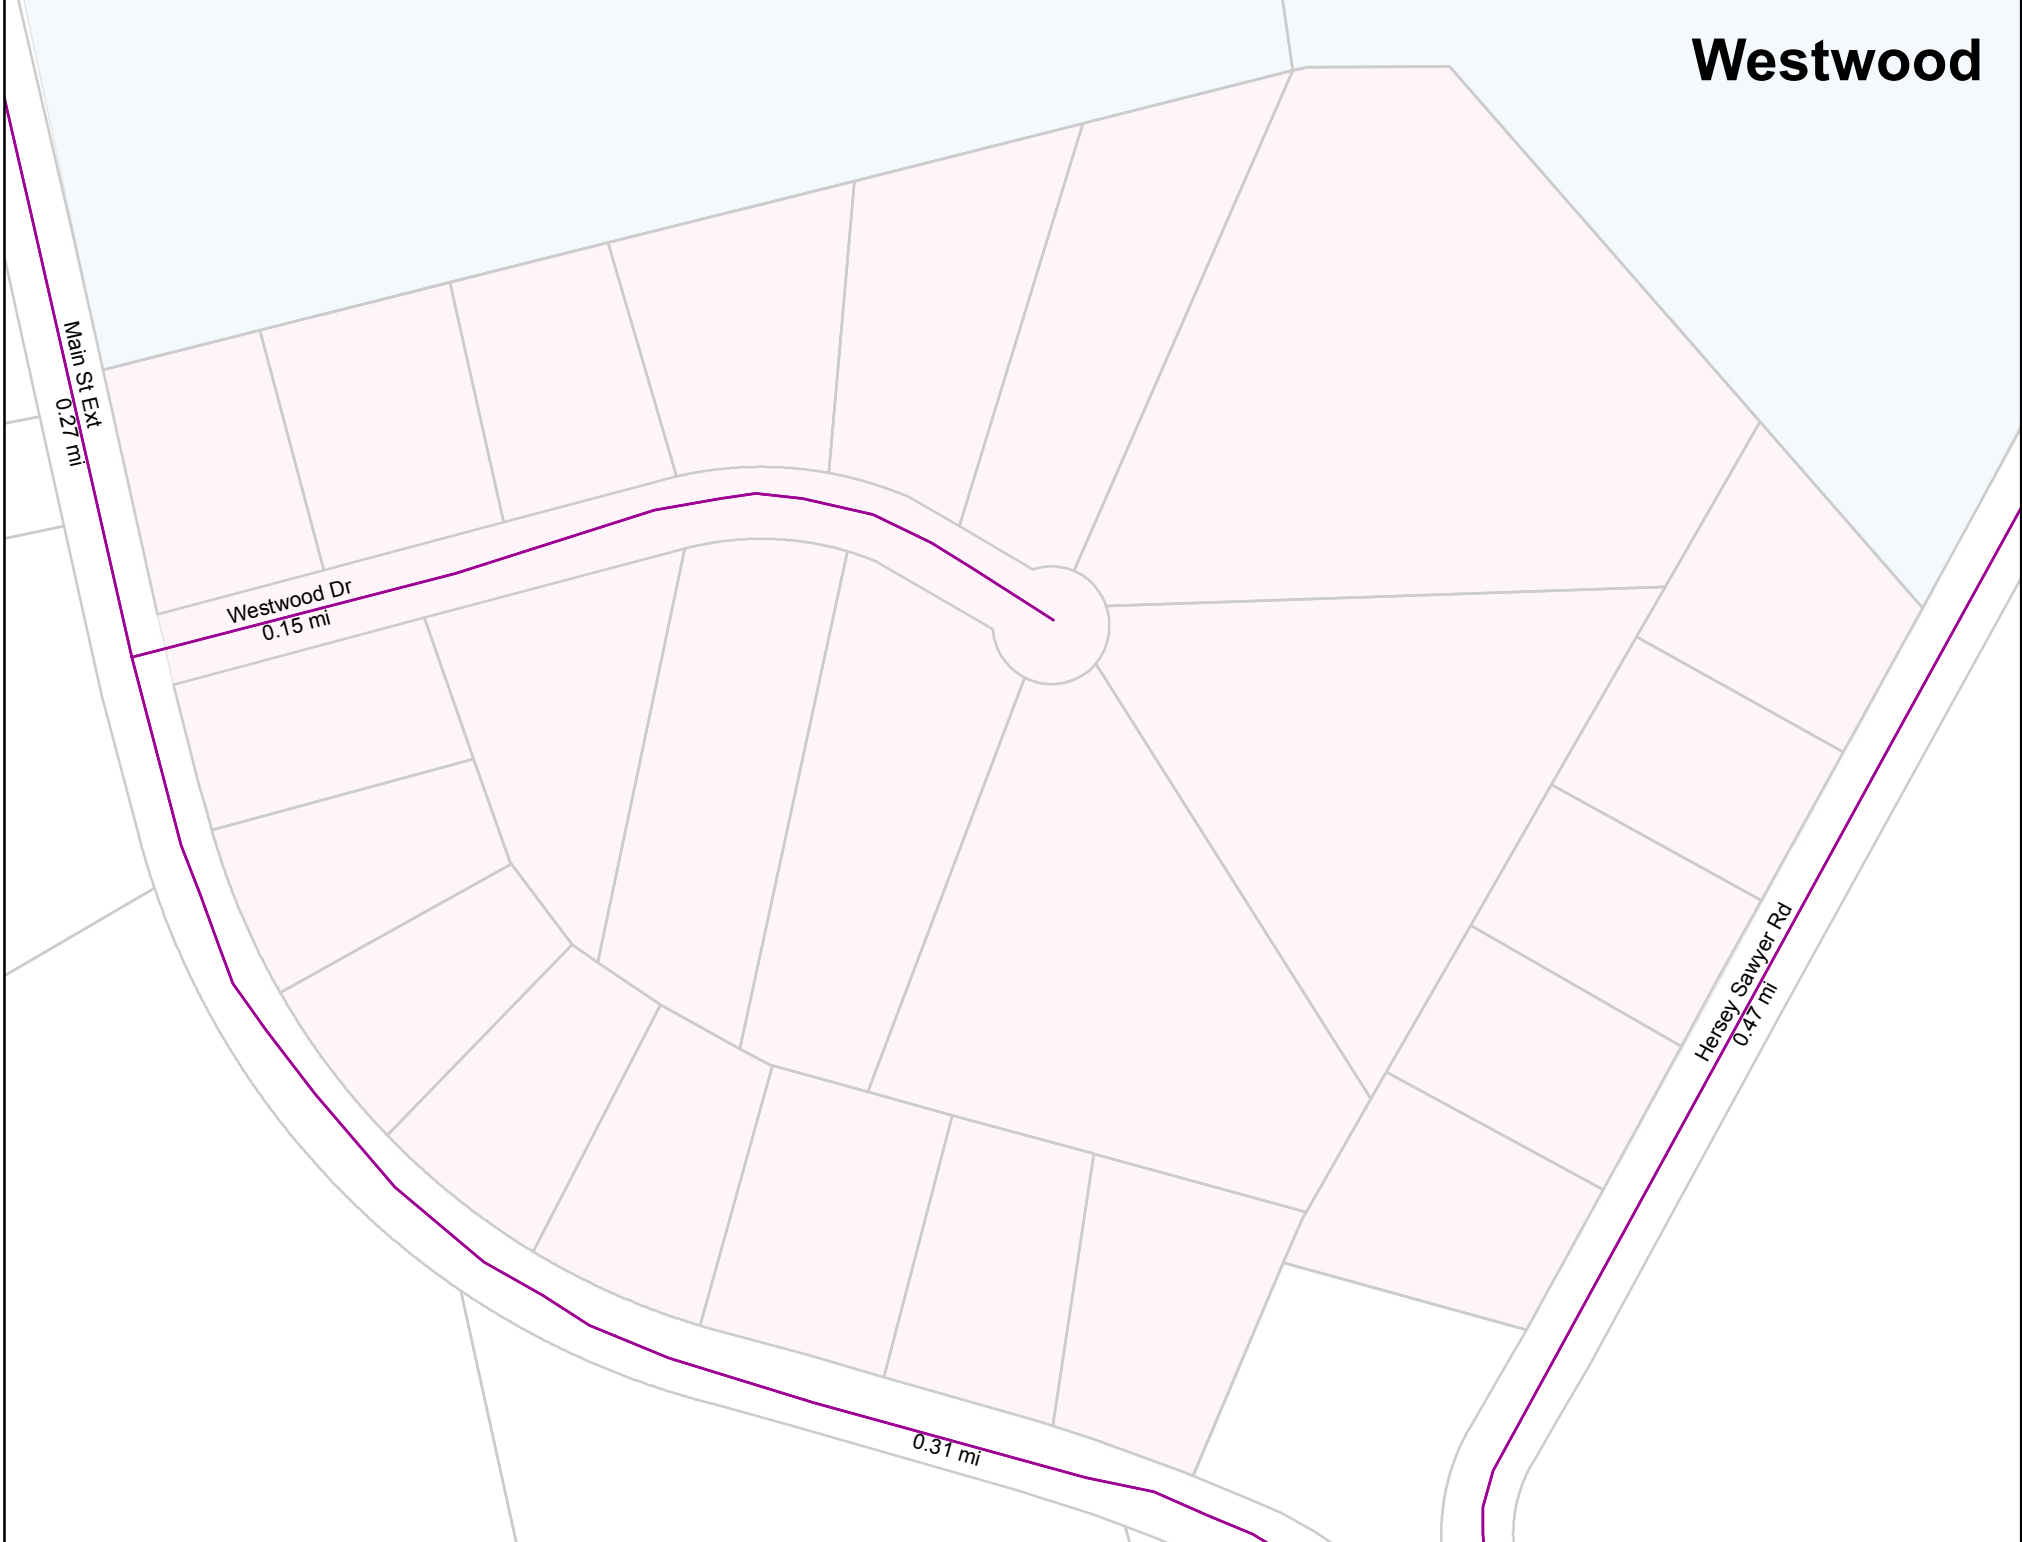 Westwood
Main St Ext
0.27 mi
Westwood Dr
0.15 mi
Hersey Sawyer Rd
0.47 mi
0.31 mi